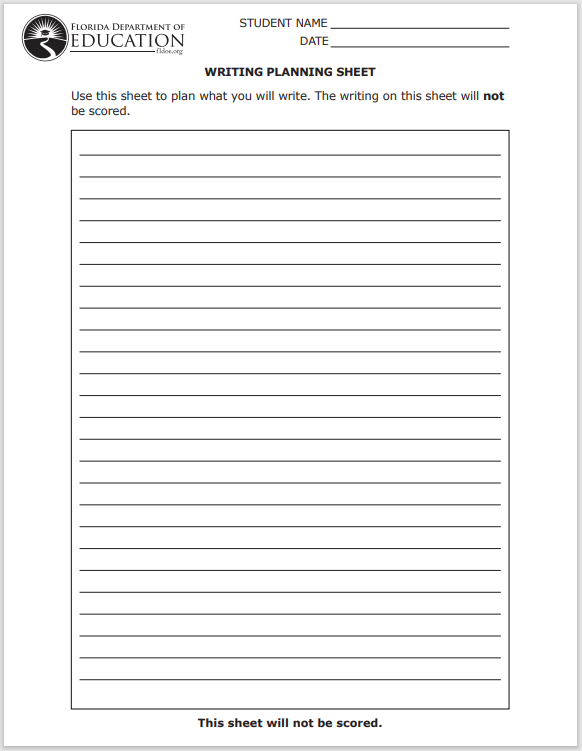 FLORIDA DEPARTMENT OF
EDUCATION
fldoe.org
STUDENT NAME
DATE
WRITING PLANNING SHEET
Use this sheet to plan what you will write. The writing on this sheet will not
be scored.
This sheet will not be scored.